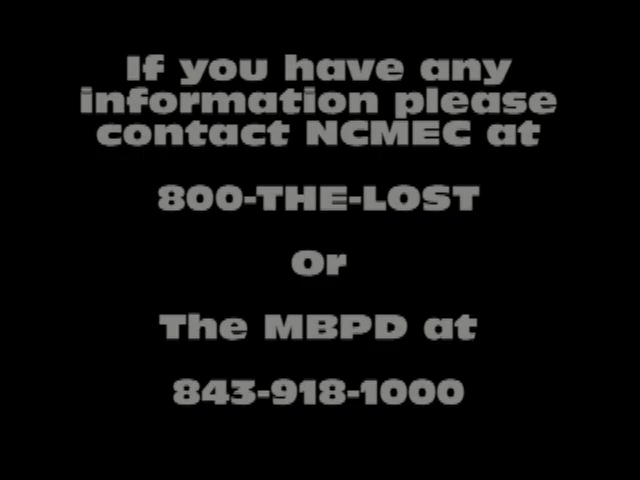 If you have any
information please
contact NCMEC at
800-THE-LOST
Or
The MBPD at
843-918-1000